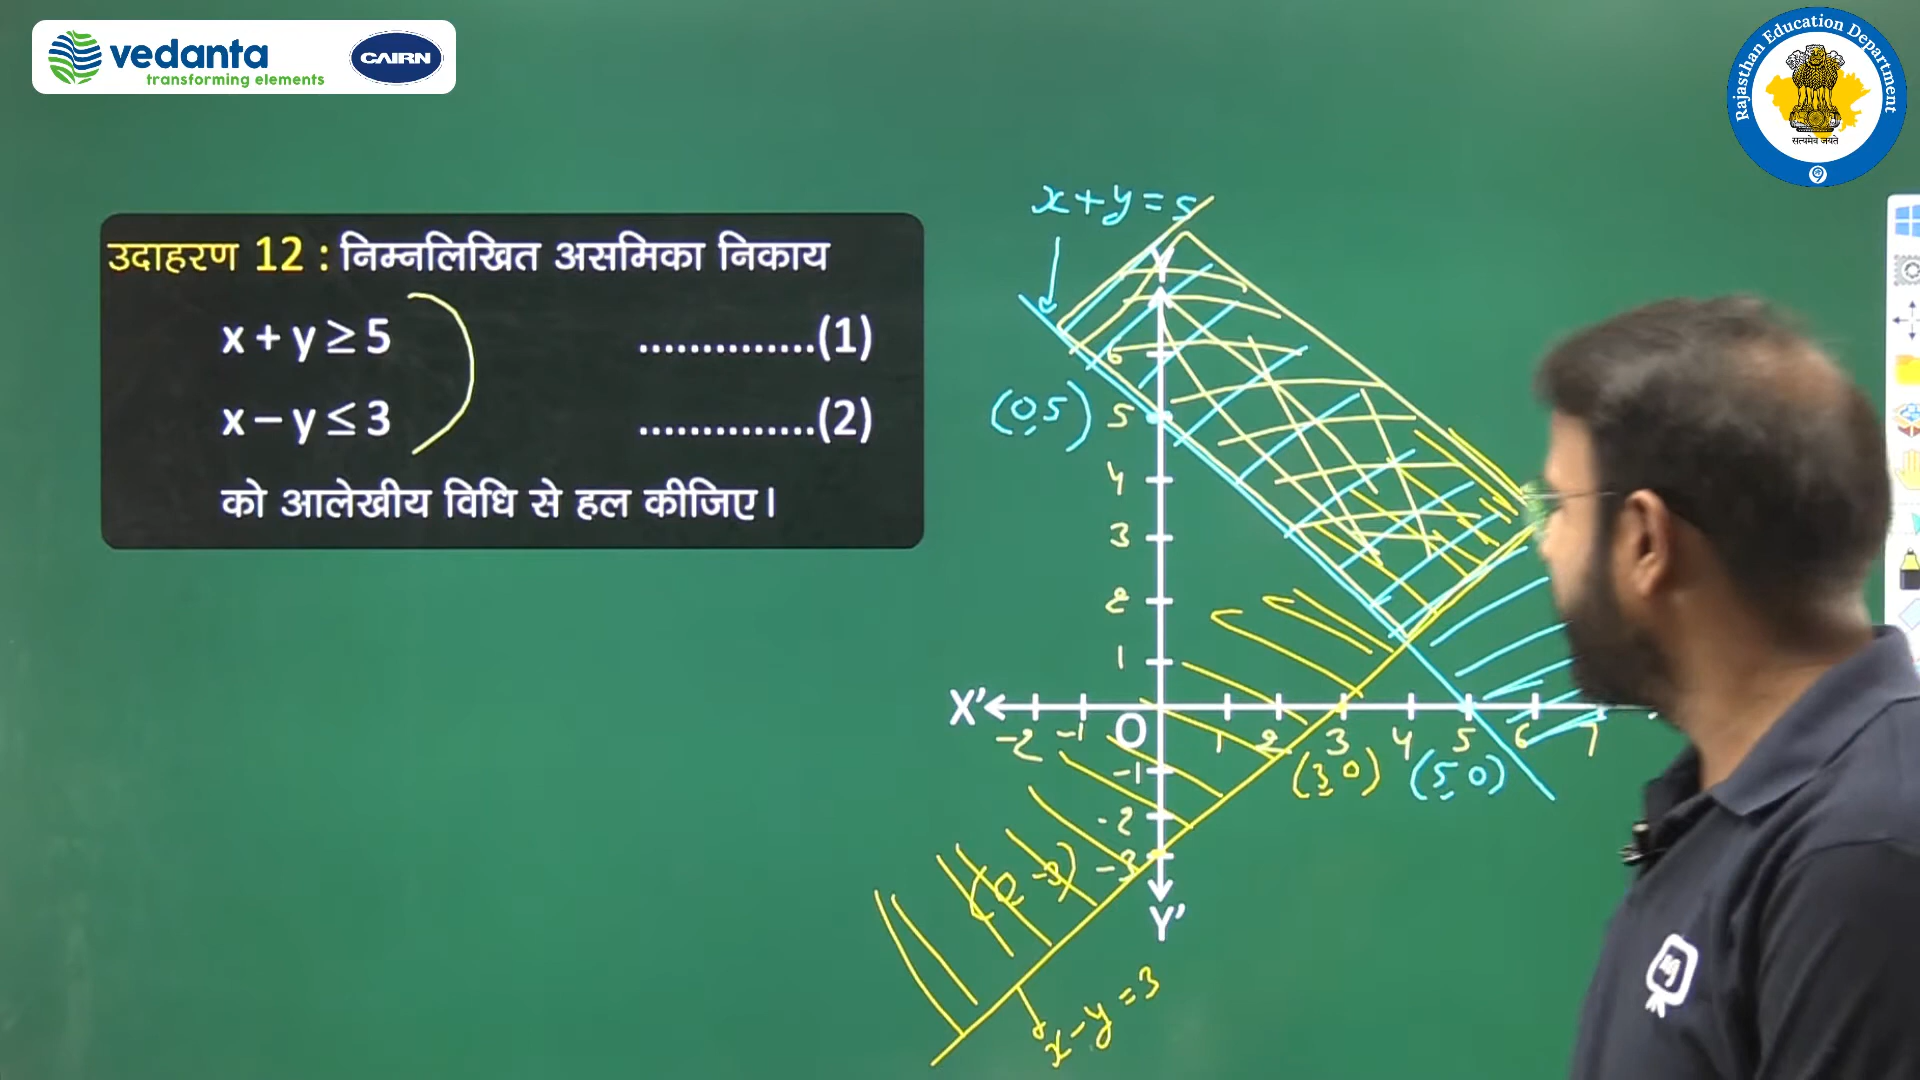 vedanta
transforming elements
CAIRN
Rajasthan Education Department
सत्यमेव जयते
उदाहरण 12 : निम्नलिखित असमिका निकाय
x + y ≥ 5 ..............(1)
x – y ≤ 3 ..............(2)
को आलेखीय विधि से हल कीजिए।
x+y=5
Y
6
(0,5) 5
4
3
2
1
X' -2 -1 O 1 2 3 4 5 6 7
(3,0) (5,0)
-1
-2
-3
(0,-3)
Y'
x-y=3